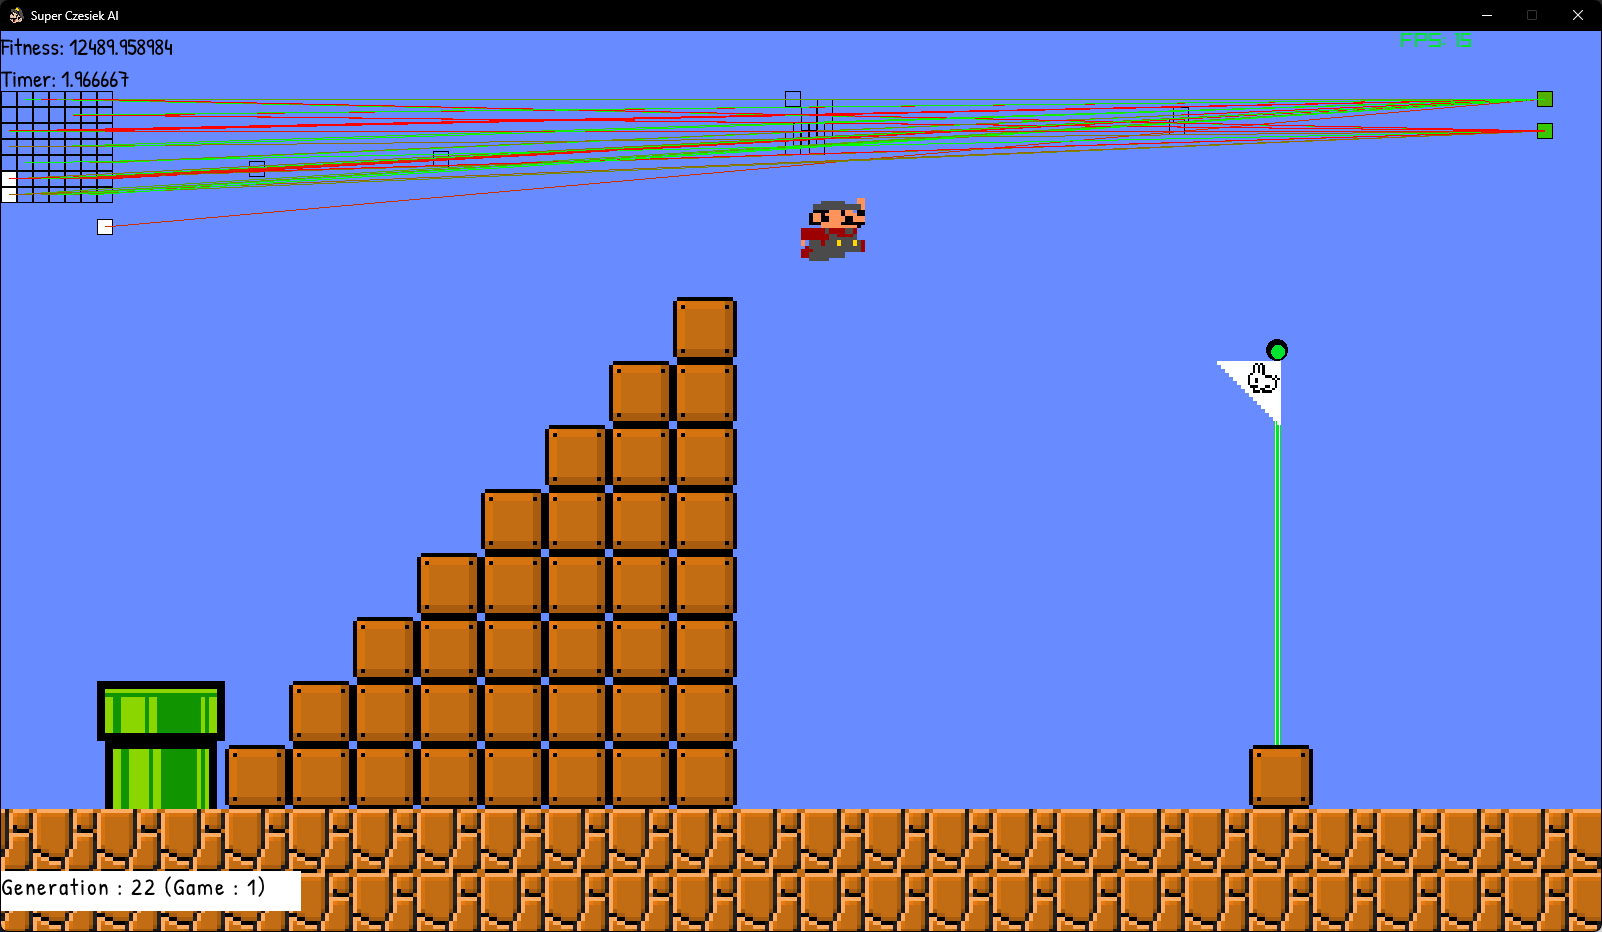 Super Czesiek AI
Fitness: 12489.958984
FPS: 15
Timer: 1.966667
Generation : 22 (Game : 1)